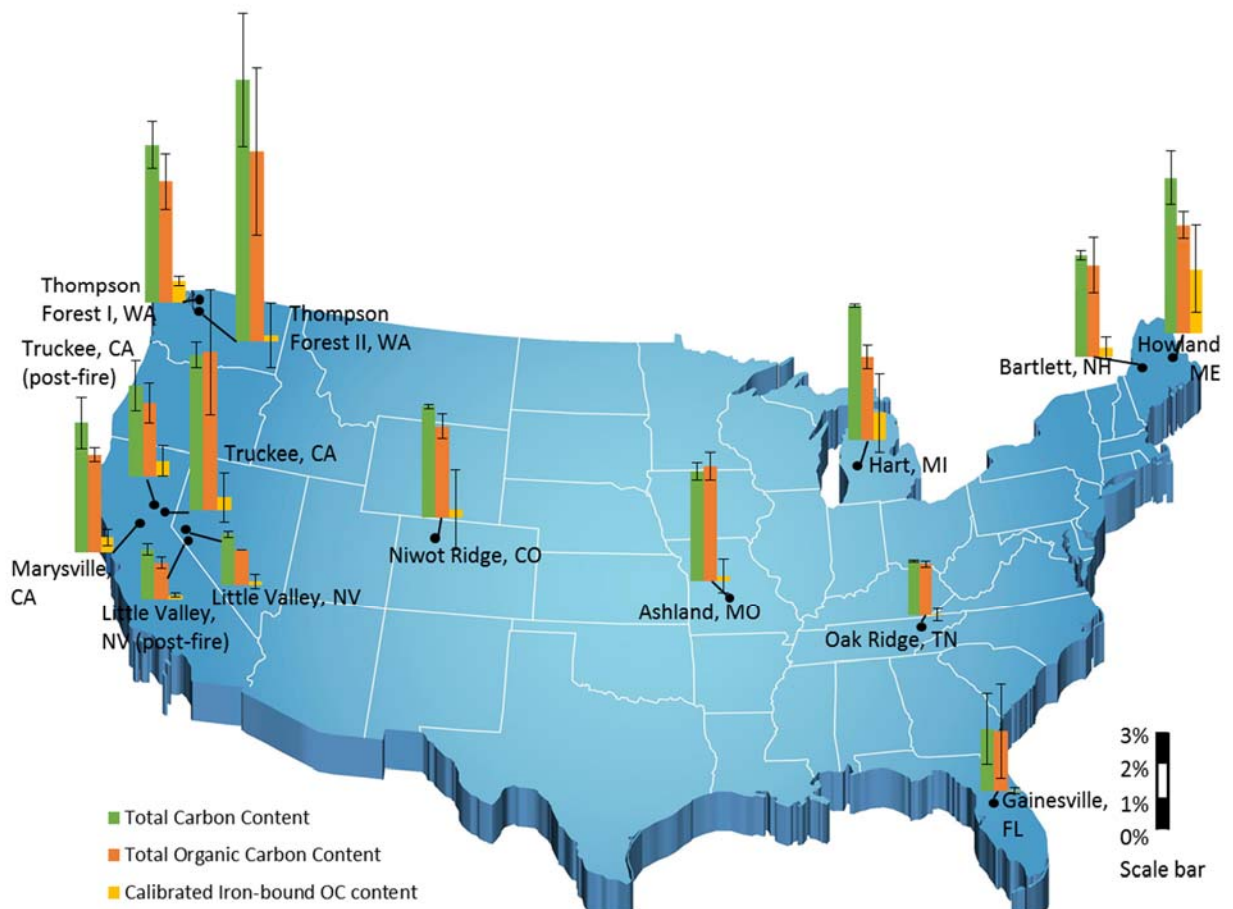 Thompson
Forest I, WA
Thompson
Forest II, WA
Truckee, CA
(post-fire)
Truckee, CA
Marysville,
CA
Little Valley,
NV (post-fire)
Little Valley, NV
Niwot Ridge, CO
Ashland, MO
Hart, MI
Oak Ridge, TN
Bartlett, NH
Howland
ME
Gainesville,
FL
3%
2%
1%
0%
Scale bar
Total Carbon Content
Total Organic Carbon Content
Calibrated Iron-bound OC content